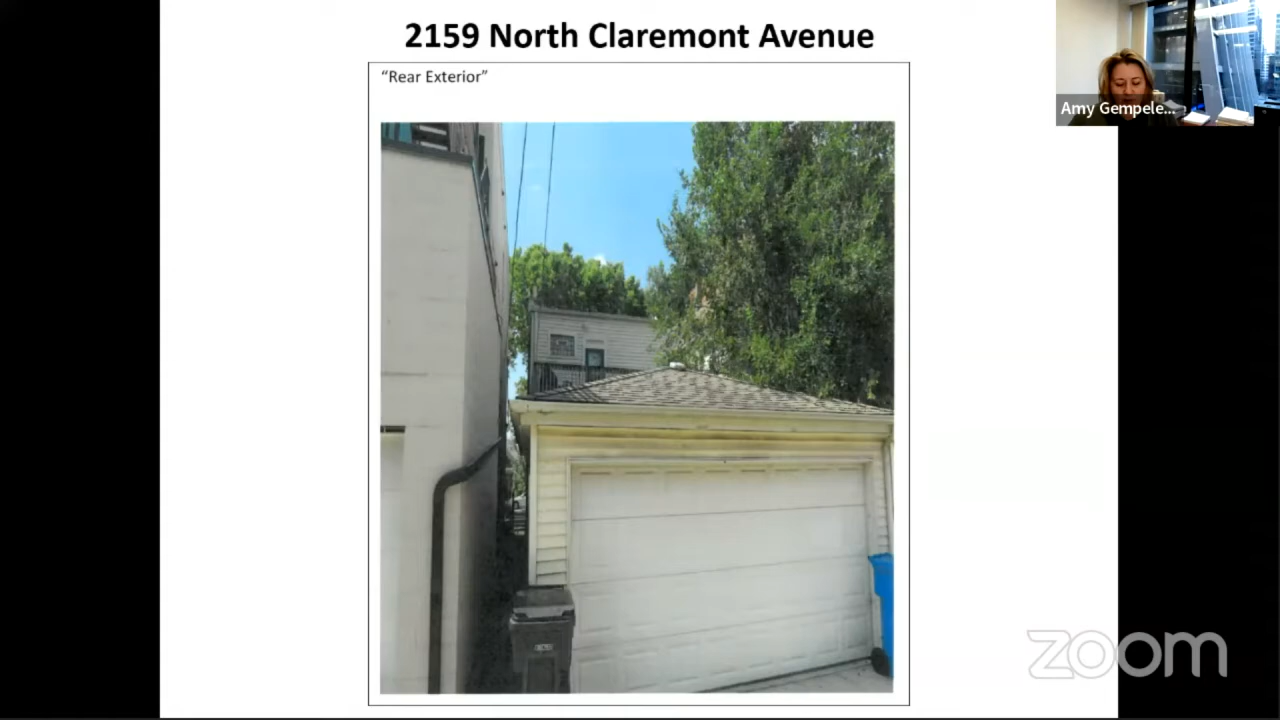 2159 North Claremont Avenue
“Rear Exterior”
Amy Gempele...
zoom